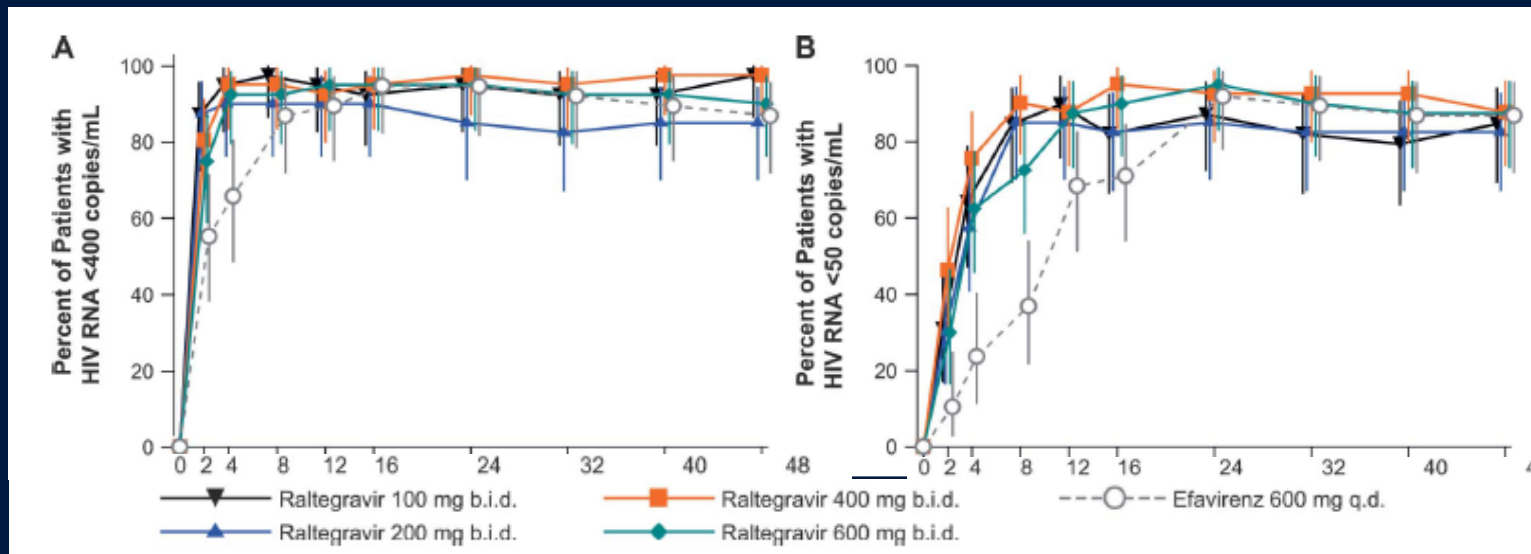 A
Percent of Patients with
HIV RNA <400 copies/mL
100
80
60
40
20
0
0 2 4 8 12 16 24 32 40 48
B
Percent of Patients with
HIV RNA <50 copies/mL
100
80
60
40
20
0
0 2 4 8 12 16 24 32 40 4
Raltegravir 100 mg b.i.d.
Raltegravir 400 mg b.i.d.
Efavirenz 600 mg q.d.
Raltegravir 200 mg b.i.d.
Raltegravir 600 mg b.i.d.